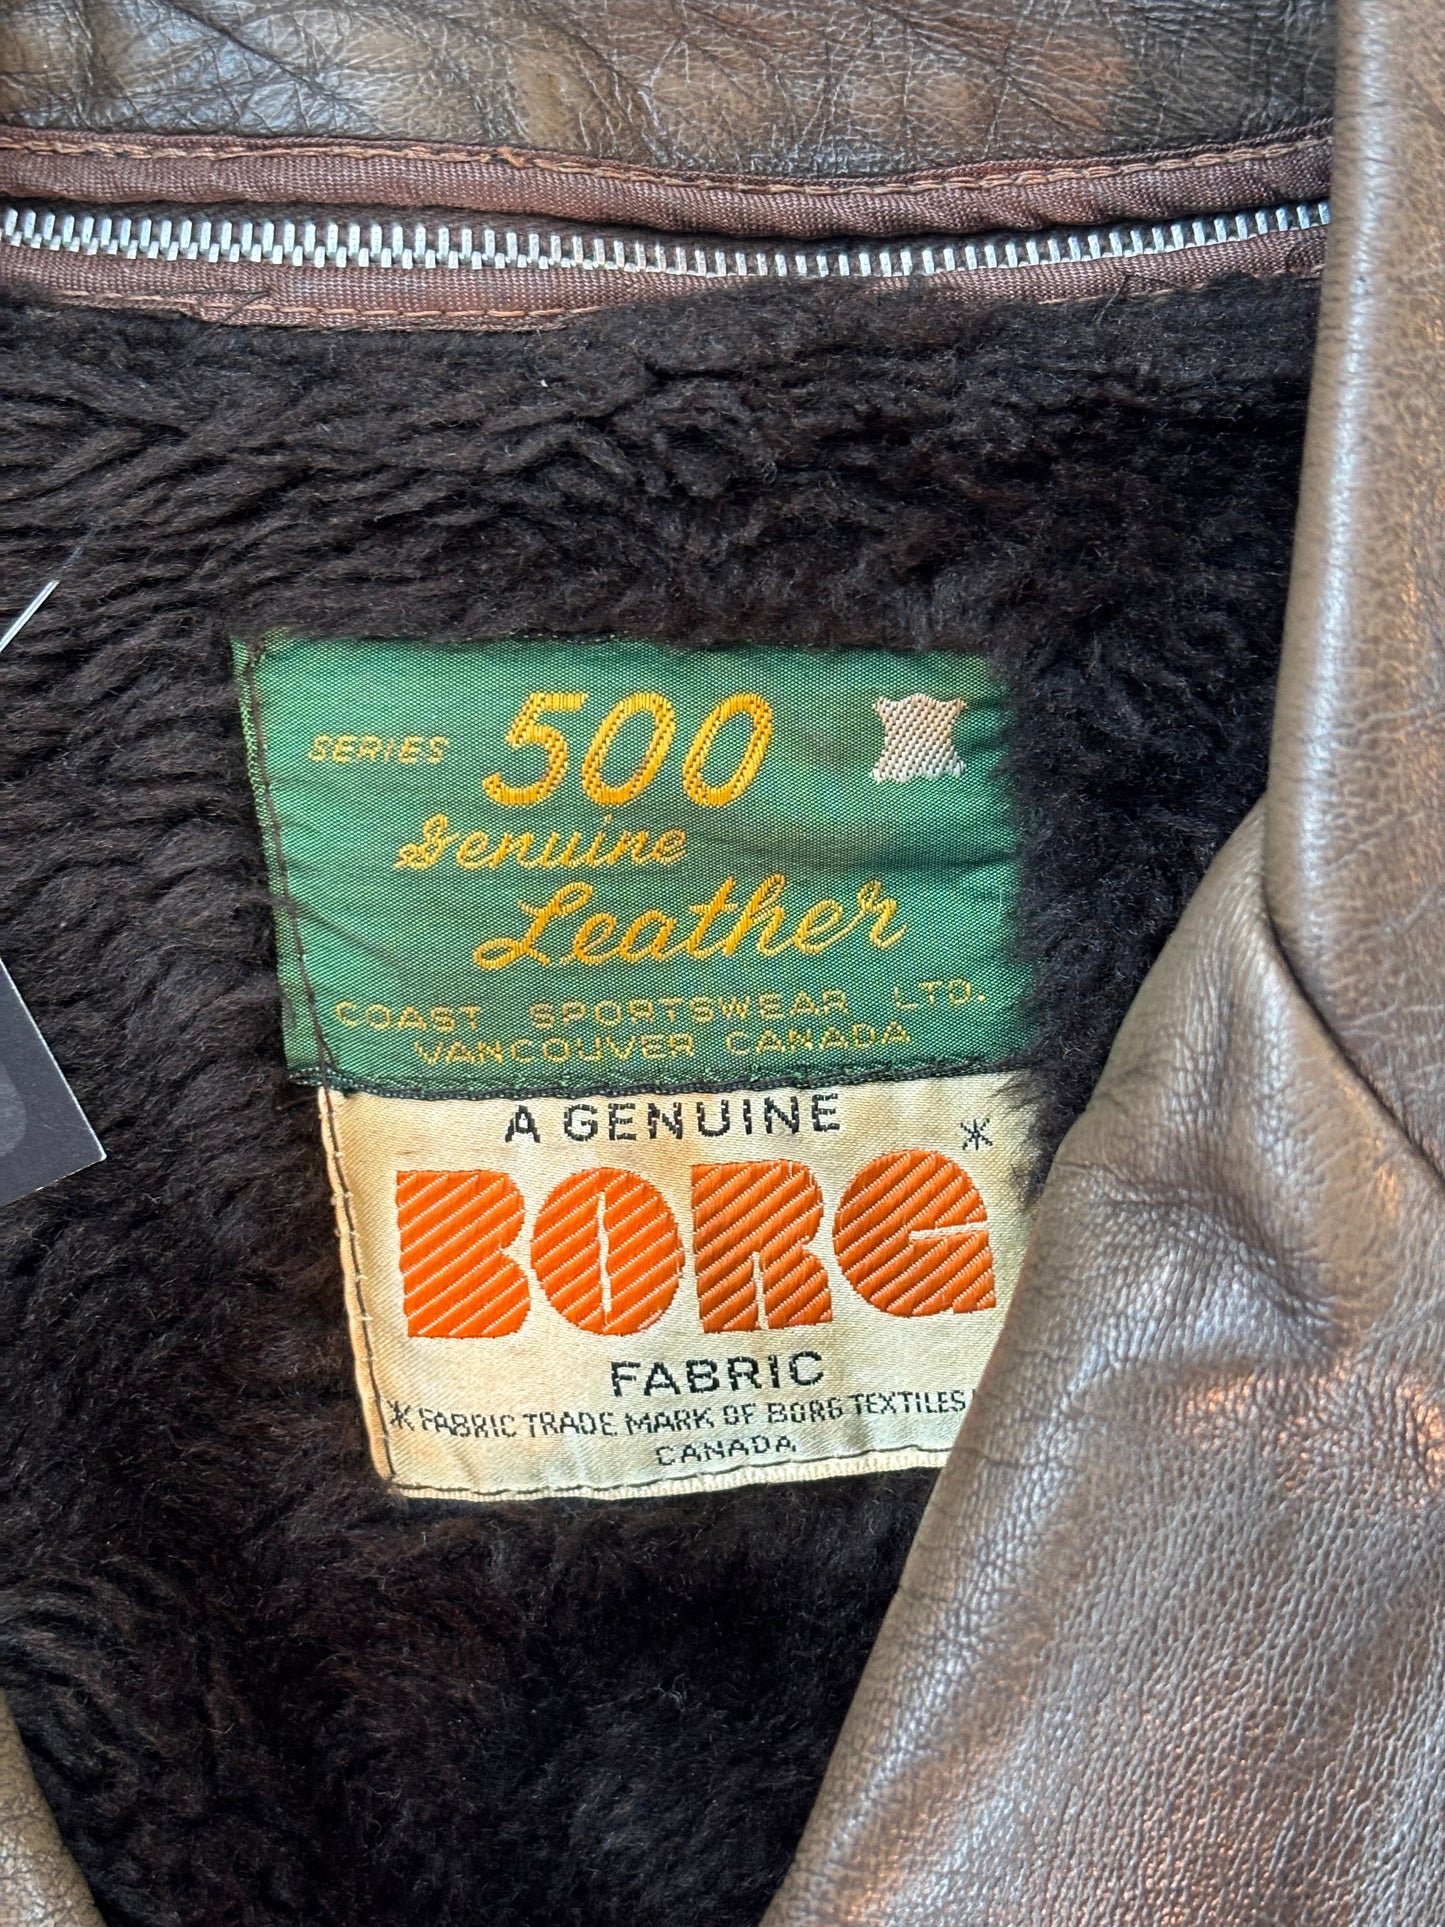 SERIES 500
Genuine
Leather
COAST SPORTSWEAR LTD.
VANCOUVER CANADA
A GENUINE
BORG*
FABRIC
* FABRIC TRADE MARK OF BORG TEXTILES
CANADA